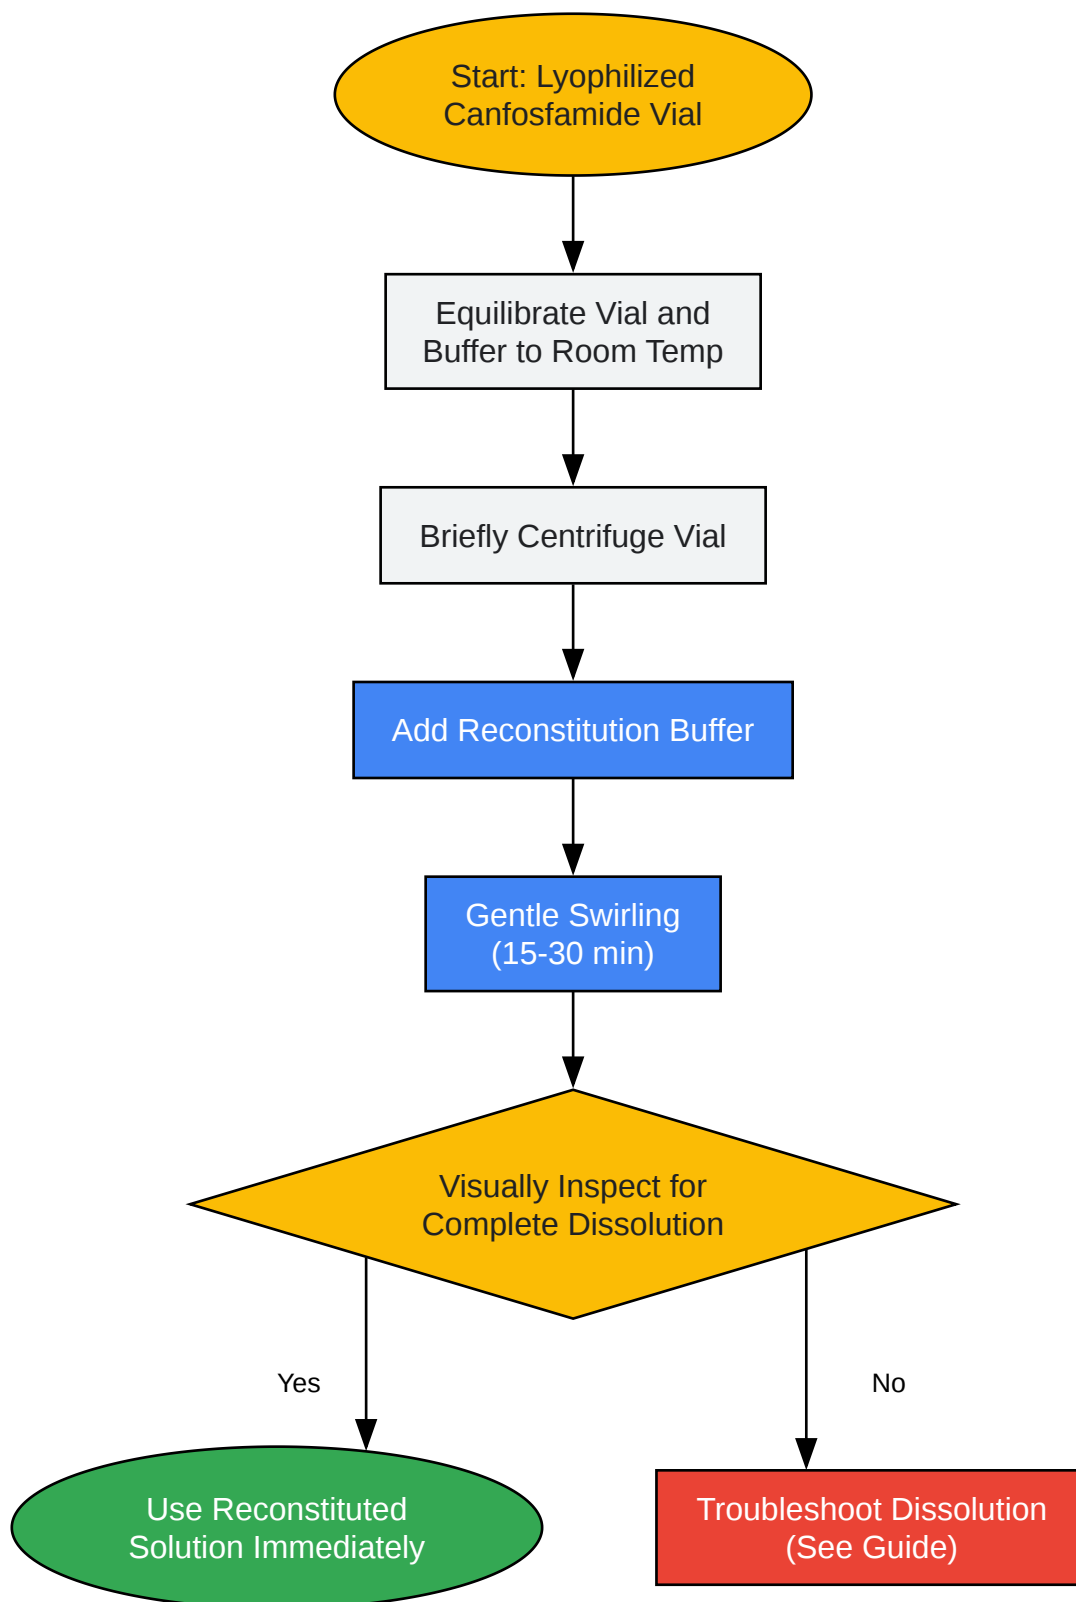 Start: Lyophilized
Canfosfamide Vial
Equilibrate Vial and
Buffer to Room Temp
Briefly Centrifuge Vial
Add Reconstitution Buffer
Gentle Swirling
(15-30 min)
Visually Inspect for
Complete Dissolution
Yes
No
Use Reconstituted
Solution Immediately
Troubleshoot Dissolution
(See Guide)